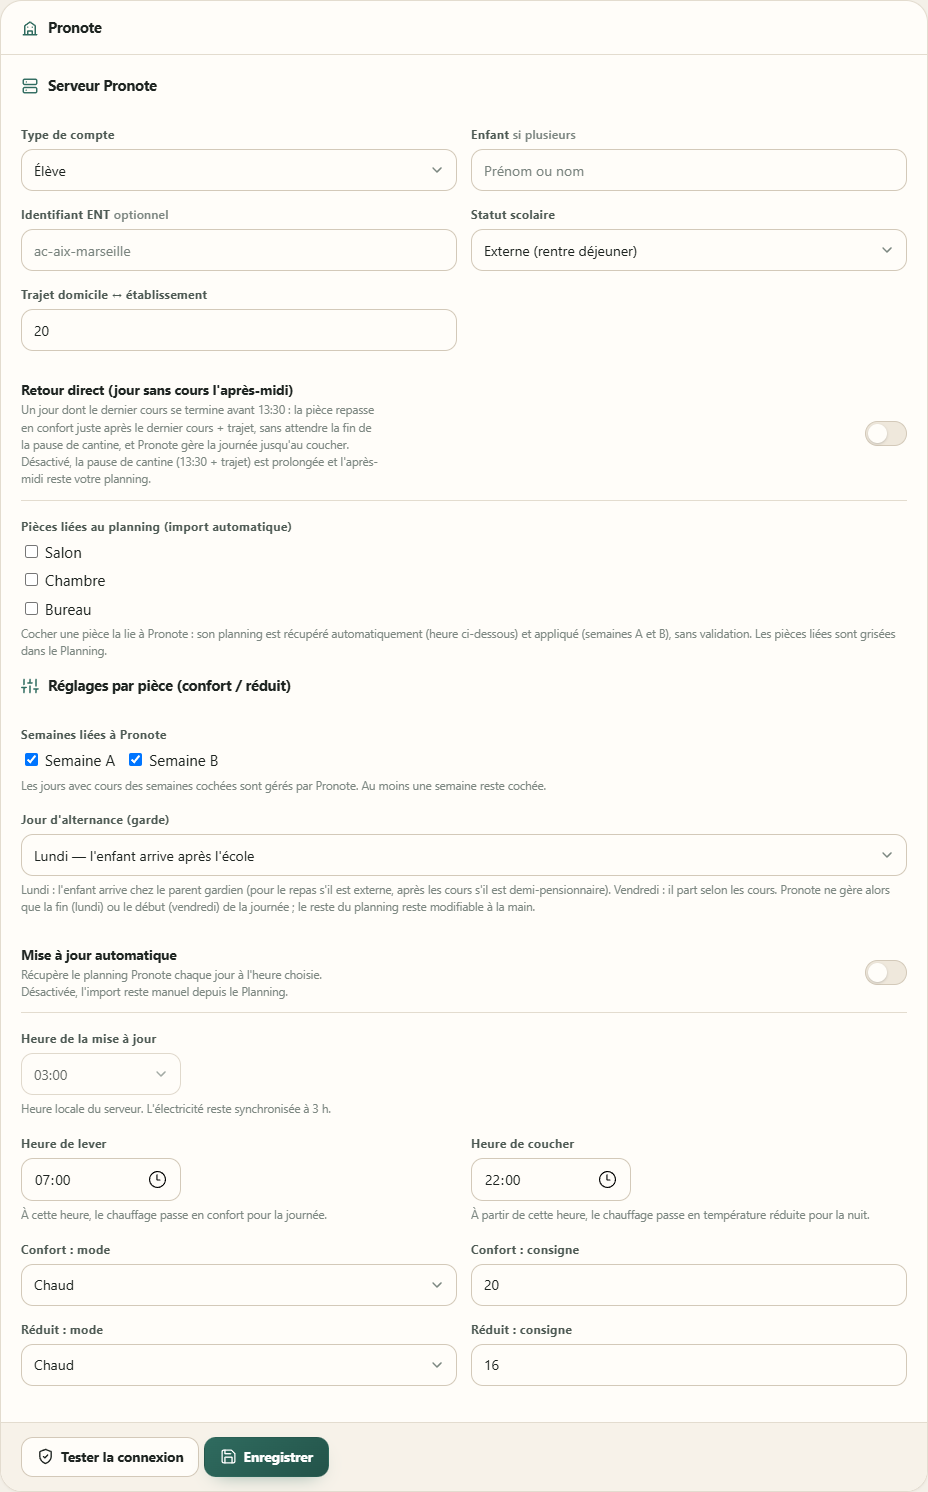 Pronote
Serveur Pronote
Type de compte
Élève
Enfant si plusieurs
Prénom ou nom
Identifiant ENT optionnel
ac-aix-marseille
Statut scolaire
Externe (rentre déjeuner)
Trajet domicile ↔ établissement
20
Retour direct (jour sans cours l'après-midi)
Un jour dont le dernier cours se termine avant 13:30 : la pièce repasse
en confort juste après le dernier cours + trajet, sans attendre la fin de
la pause de cantine, et Pronote gère la journée jusqu'au coucher.
Désactivé, la pause de cantine (13:30 + trajet) est prolongée et l'après-
midi reste votre planning.
Pièces liées au planning (import automatique)
Salon
Chambre
Bureau
Cocher une pièce la lie à Pronote : son planning est récupéré automatiquement (heure ci-dessous) et appliqué (semaines A et B), sans validation. Les pièces liées sont grisées
dans le Planning.
Réglages par pièce (confort / réduit)
Semaines liées à Pronote
Semaine A Semaine B
Les jours avec cours des semaines cochées sont gérés par Pronote. Au moins une semaine reste cochée.
Jour d'alternance (garde)
Lundi — l'enfant arrive après l'école
Lundi : l'enfant arrive chez le parent gardien (pour le repas s'il est externe, après les cours s'il est demi-pensionnaire). Vendredi : il part selon les cours. Pronote ne gère alors
que la fin (lundi) ou le début (vendredi) de la journée ; le reste du planning reste modifiable à la main.
Mise à jour automatique
Récupère le planning Pronote chaque jour à l'heure choisie.
Désactivée, l'import reste manuel depuis le Planning.
Heure de la mise à jour
03:00
Heure locale du serveur. L'électricité reste synchronisée à 3 h.
Heure de lever
07:00
À cette heure, le chauffage passe en confort pour la journée.
Heure de coucher
22:00
À partir de cette heure, le chauffage passe en température réduite pour la nuit.
Confort : mode
Chaud
Confort : consigne
20
Réduit : mode
Chaud
Réduit : consigne
16
Tester la connexion
Enregistrer